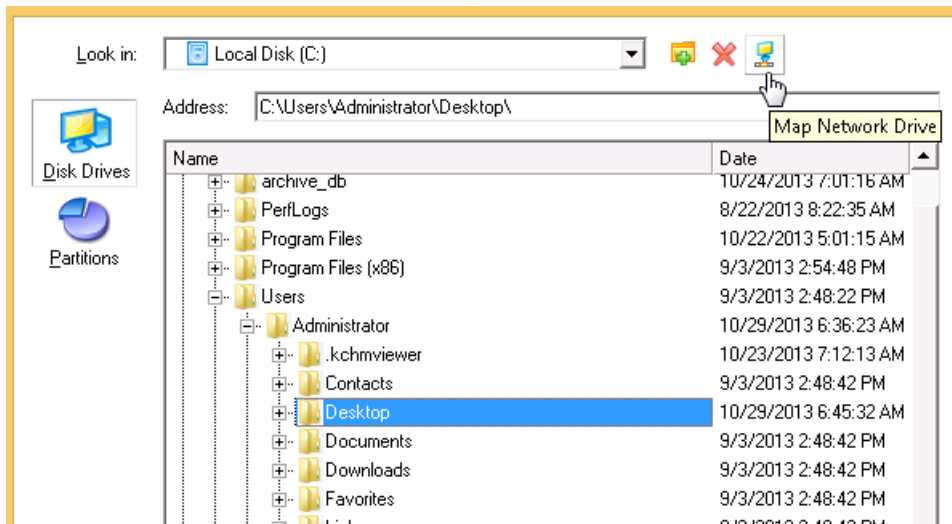 Look in: Local Disk (C:)
Address: C:\Users\Administrator\Desktop\
Map Network Drive
Disk Drives
Partitions
Name Date
archive_db 10/24/2013 7:01:16 AM
PerfLogs 8/22/2013 8:22:35 AM
Program Files 10/22/2013 5:01:15 AM
Program Files (x86) 9/3/2013 2:54:48 PM
Users 9/3/2013 2:48:22 PM
Administrator 10/29/2013 6:36:23 AM
.kchmviewer 10/23/2013 7:12:13 AM
Contacts 9/3/2013 2:48:42 PM
Desktop 10/29/2013 6:45:32 AM
Documents 9/3/2013 2:48:42 PM
Downloads 9/3/2013 2:48:42 PM
Favorites 9/3/2013 2:48:42 PM